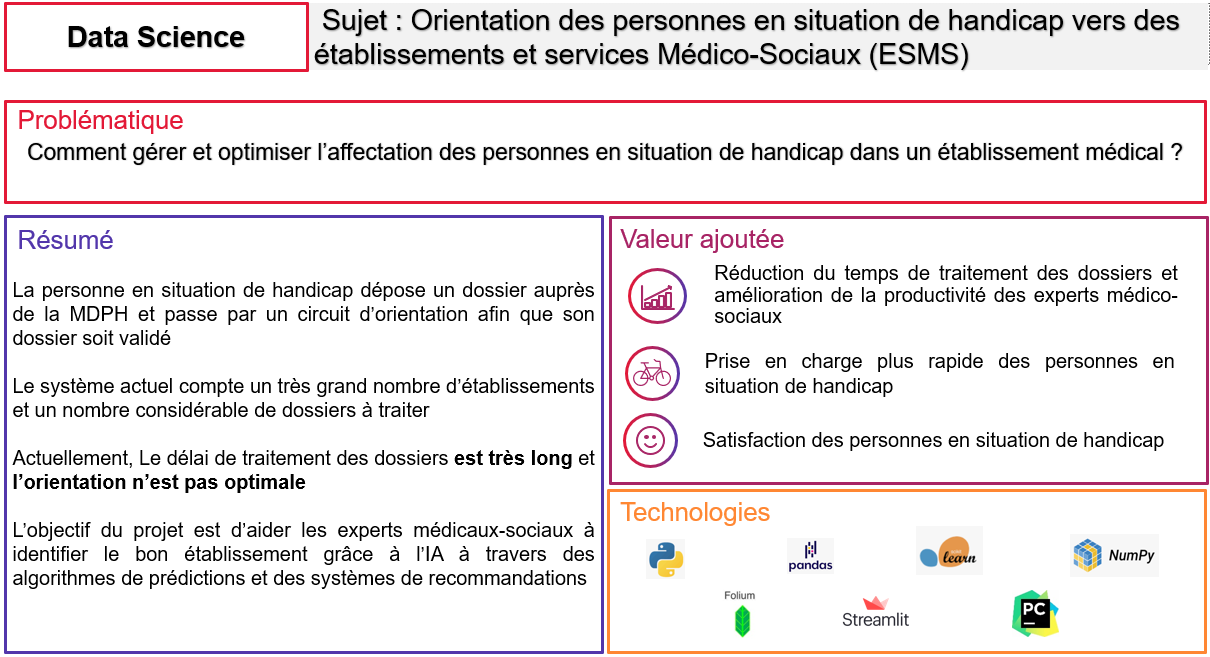 Data Science
Sujet : Orientation des personnes en situation de handicap vers des
établissements et services Médico-Sociaux (ESMS)
Problématique
Comment gérer et optimiser l’affectation des personnes en situation de handicap dans un établissement médical ?
Résumé
La personne en situation de handicap dépose un dossier auprès
de la MDPH et passe par un circuit d’orientation afin que son
dossier soit validé
Le système actuel compte un très grand nombre d’établissements
et un nombre considérable de dossiers à traiter
Actuellement, Le délai de traitement des dossiers est très long et
l’orientation n’est pas optimale
L’objectif du projet est d’aider les experts médicaux-sociaux à
identifier le bon établissement grâce à l’IA à travers des
algorithmes de prédictions et des systèmes de recommandations
Valeur ajoutée
Réduction du temps de traitement des dossiers et
amélioration de la productivité des experts médico-
sociaux
Prise en charge plus rapide des personnes en
situation de handicap
Satisfaction des personnes en situation de handicap
Technologies
pandas
learn
NumPy
Folium
Streamlit
PC